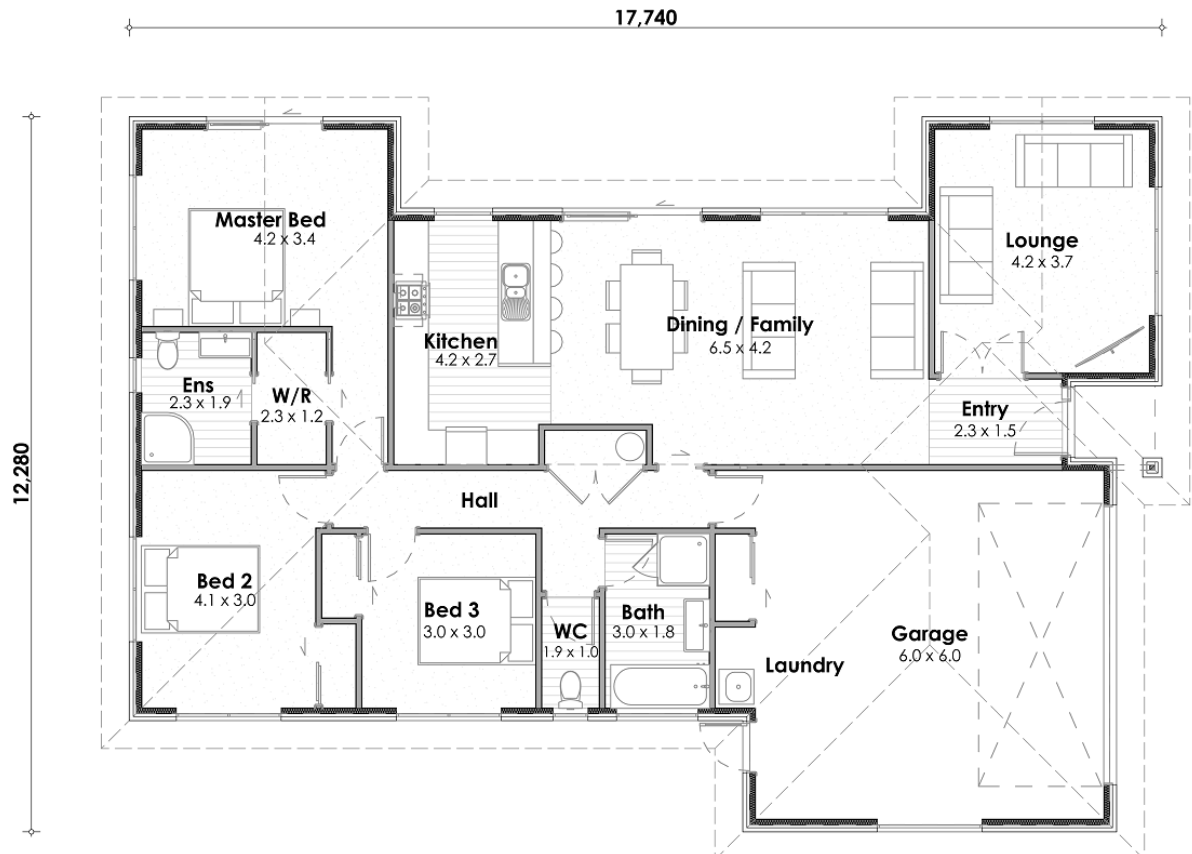 17,740
12,280
Master Bed
4.2 x 3.4
Lounge
4.2 x 3.7
Kitchen
4.2 x 2.7
Dining / Family
6.5 x 4.2
Ens
2.3 x 1.9
W/R
2.3 x 1.2
Entry
2.3 x 1.5
Hall
Bed 2
4.1 x 3.0
Bed 3
3.0 x 3.0
WC
1.9 x 1.0
Bath
3.0 x 1.8
Laundry
Garage
6.0 x 6.0